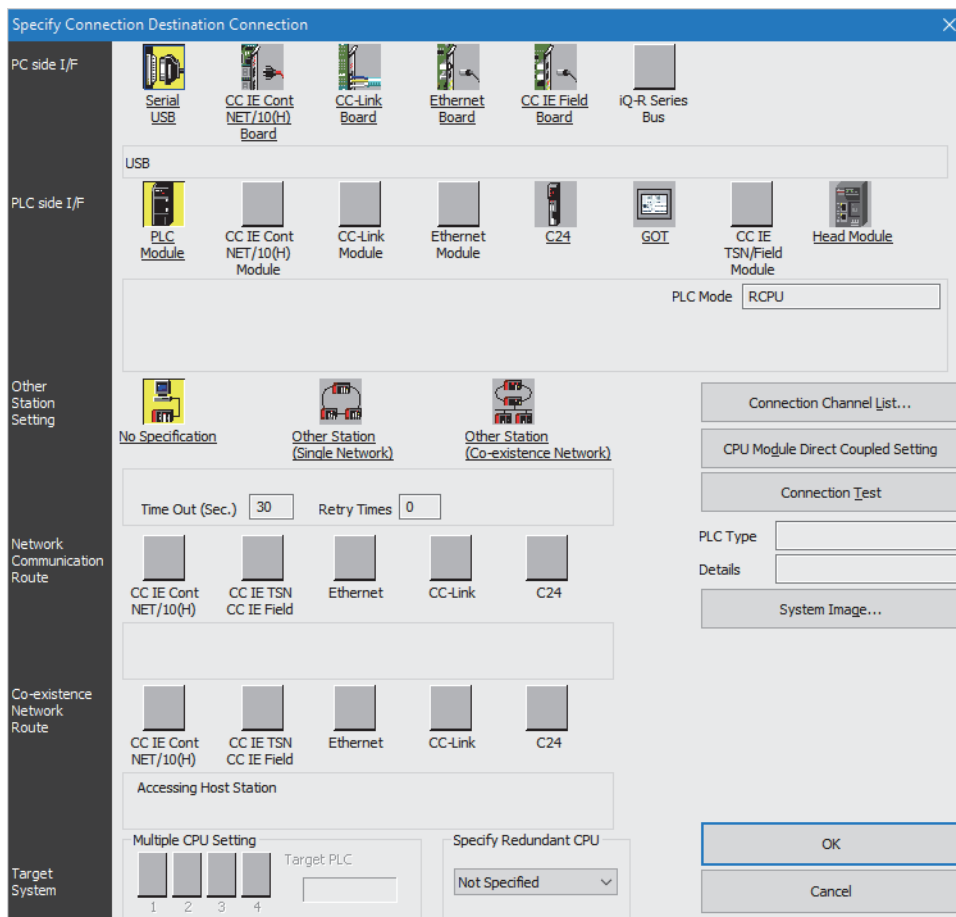 Specify Connection Destination Connection
PC side I/F
Serial
USB
CC IE Cont
NET/10(H)
Board
CC-Link
Board
Ethernet
Board
CC IE Field
Board
iQ-R Series
Bus
USB
PLC side I/F
PLC
Module
CC IE Cont
NET/10(H)
Module
CC-Link
Module
Ethernet
Module
C24
GOT
CC IE
TSN/Field
Module
Head Module
PLC Mode
RCPU
Other
Station
Setting
No Specification
Other Station
(Single Network)
Other Station
(Co-existence Network)
Time Out (Sec.)
30
Retry Times
0
Connection Channel List...
CPU Module Direct Coupled Setting
Connection Test
PLC Type
Details
System Image...
Network
Communication
Route
CC IE Cont
NET/10(H)
CC IE TSN
CC IE Field
Ethernet
CC-Link
C24
Co-existence
Network
Route
CC IE Cont
NET/10(H)
CC IE TSN
CC IE Field
Ethernet
CC-Link
C24
Accessing Host Station
Target
System
Multiple CPU Setting
1 2 3 4
Target PLC
Specify Redundant CPU
Not Specified
OK
Cancel